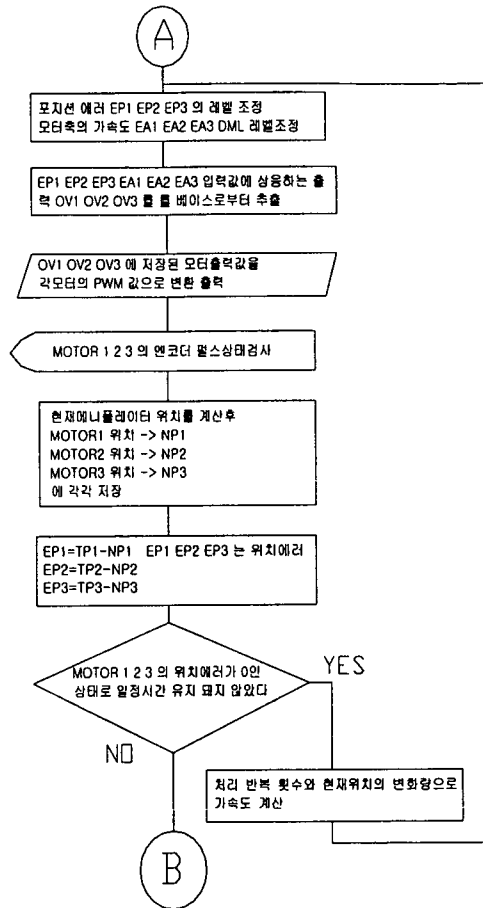 A
포지션 에러 EP1 EP2 EP3 의 레벨 조정
모터축의 가속도 EA1 EA2 EA3 DML 레벨조정
EP1 EP2 EP3 EA1 EA2 EA3 입력값에 상응하는 출
력 OV1 OV2 OV3 를 룰 베이스로부터 추출
OV1 OV2 OV3 에 저장된 모터출력값을
각모터의 PWM 값으로 변환 출력
MOTOR 1 2 3 의 엔코더 펄스상태검사
현재메니퓰레이터 위치를 계산후
MOTOR1 위치 -> NP1
MOTOR2 위치 -> NP2
MOTOR3 위치 -> NP3
에 각각 저장
EP1=TP1-NP1 EP1 EP2 EP3 는 위치에러
EP2=TP2-NP2
EP3=TP3-NP3
MOTOR 1 2 3 의 위치에러가 0인
상태로 일정시간 유지 돼지 않았다
YES
NO
처리 반복 횟수와 현재위치의 변화량으로
가속도 계산
B